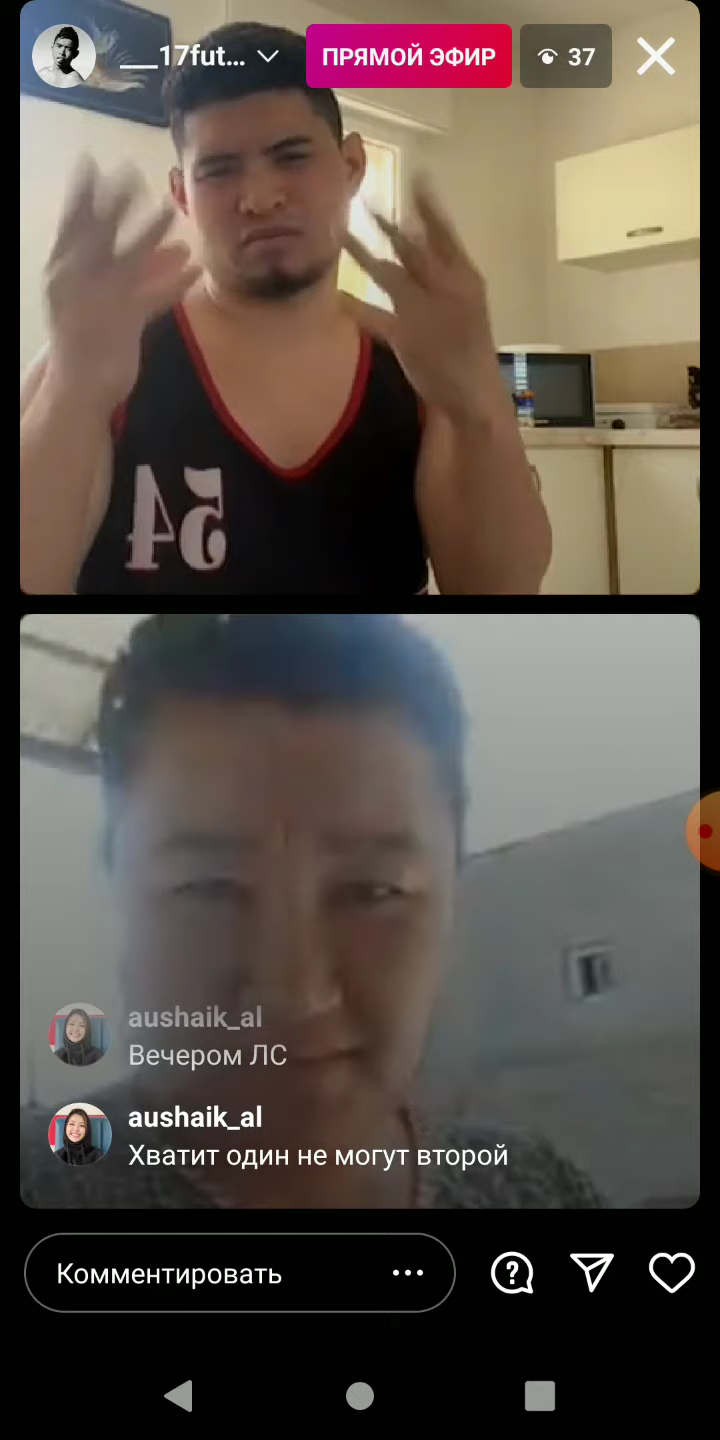 ___17fut...
ПРЯМОЙ ЭФИР
37
54
aushaik_al
Вечером ЛС
aushaik_al
Хватит один не могут второй
Комментировать